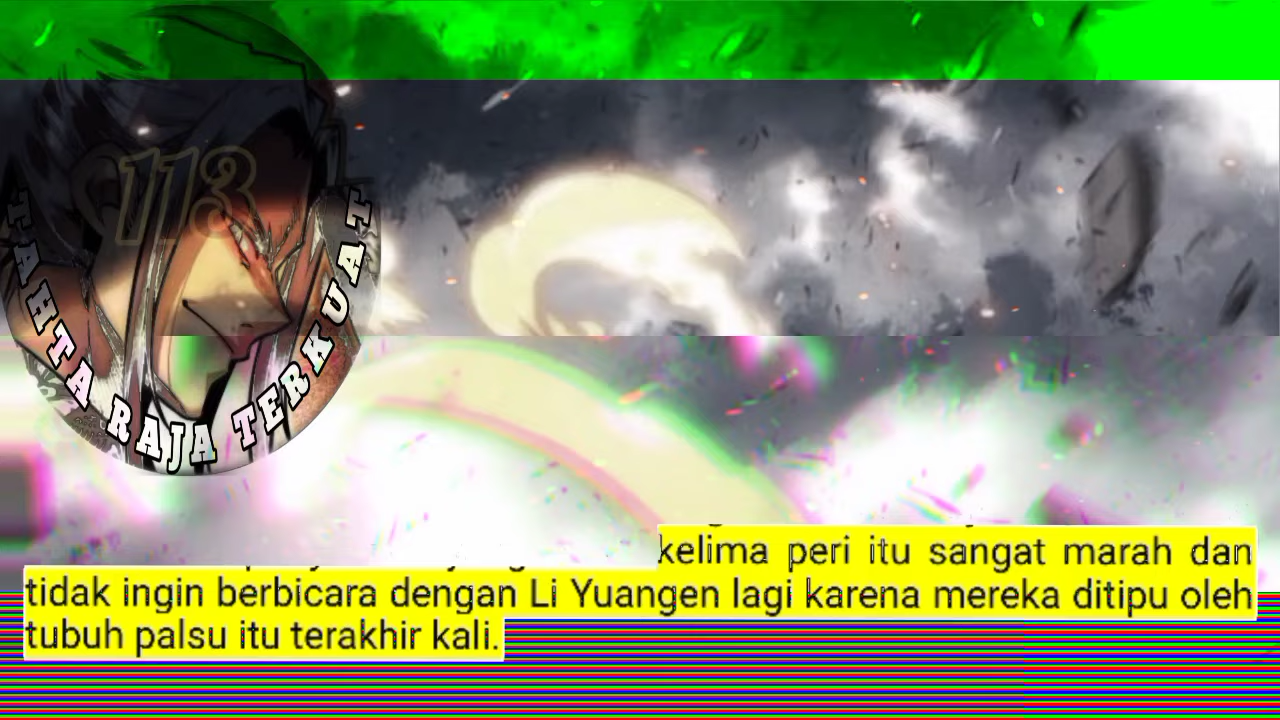 113
TAHTA RAJA TERKUAT
kelima peri itu sangat marah dan
tidak ingin berbicara dengan Li Yuangen lagi karena mereka ditipu oleh
tubuh palsu itu terakhir kali.